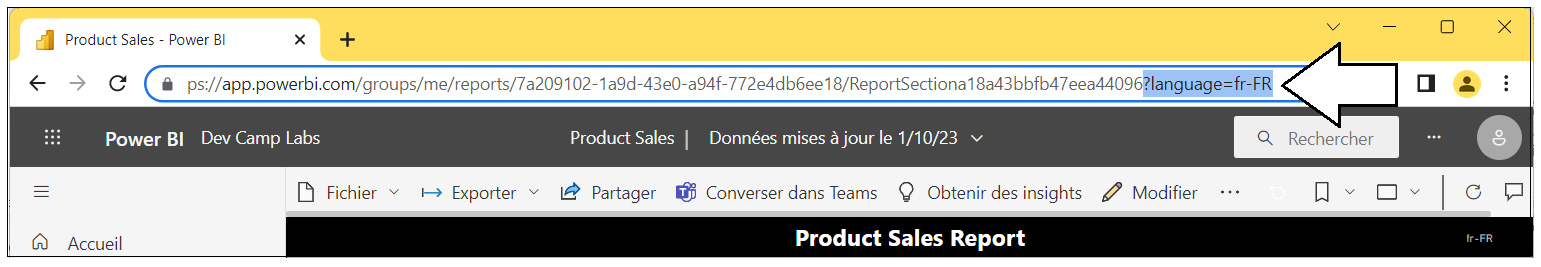 Product Sales - Power BI
ps://app.powerbi.com/groups/me/reports/7a209102-1a9d-43e0-a94f-772e4db6ee18/ReportSectiona18a43bbfb47eea44096?language=fr-FR
Power BI Dev Camp Labs Product Sales | Données mises à jour le 1/10/23 Rechercher
Fichier Exporter Partager Converser dans Teams Obtenir des insights Modifier
Accueil Product Sales Report fr-FR